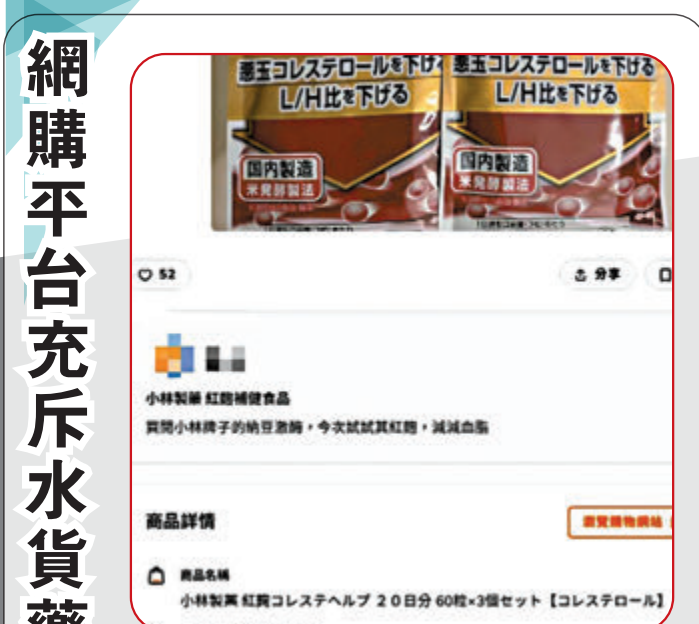 網購平台充斥水貨藥
悪玉コレステロールを下げ 悪玉コレステロールを下げる
L/H比を下げる L/H比を下げる
国内製造 国内製造
米発酵製法 米発酵製法
52 分享
小林製薬 紅麴補健食品
買開小林牌子的納豆激酶，今次試試其紅麴，減減血脂
商品詳情 瀏覽購物網站
商品名稱
小林製薬 紅麹コレステヘルプ 20日分 60粒×3個セット【コレステロール】